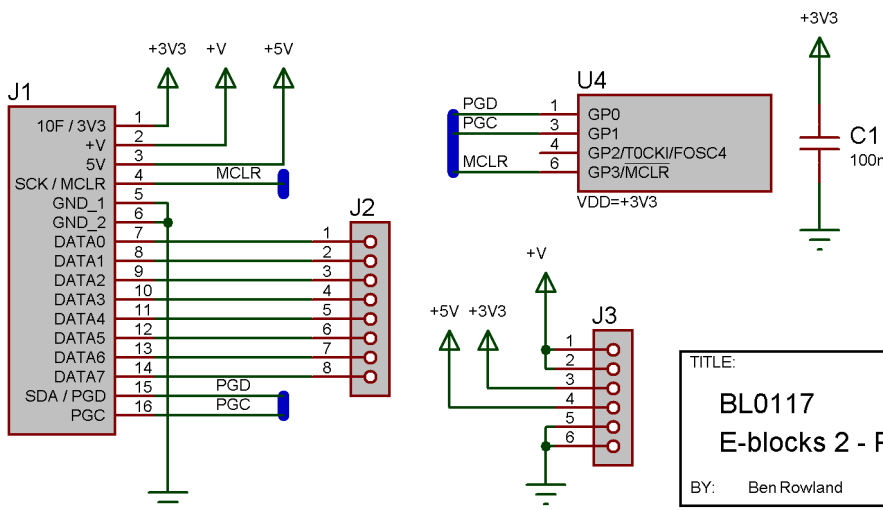 +3V3 +V +5V
J1
10F / 3V3 1
+V 2
5V 3
SCK / MCLR 4 MCLR
GND_1 5
GND_2 6
DATA0 7
DATA1 8
DATA2 9
DATA3 10
DATA4 11
DATA5 12
DATA6 13
DATA7 14
SDA / PGD 15 PGD
PGC 16 PGC
J2
1
2
3
4
5
6
7
8
U4
PGD 1 GP0
PGC 3 GP1
4 GP2/T0CKI/FOSC4
MCLR 6 GP3/MCLR
VDD=+3V3
+3V3
C1
100n
+V
+5V +3V3
J3
1
2
3
4
5
6
TITLE:
BL0117
E-blocks 2 -
BY: Ben Rowland